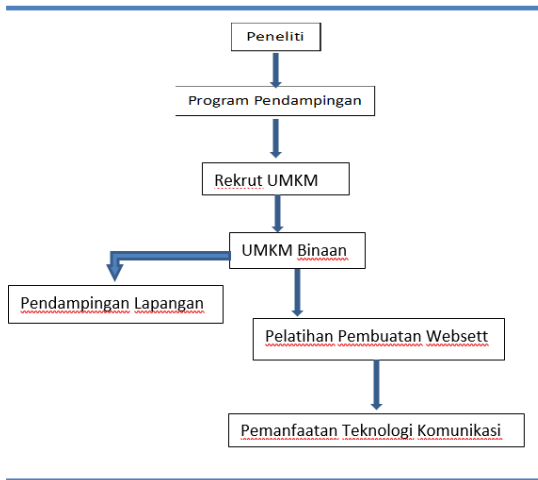 Peneliti
Program Pendampingan
Rekrut UMKM
UMKM Binaan
Pendampingan Lapangan
Pelatihan Pembuatan Websett
Pemanfaatan Teknologi Komunikasi